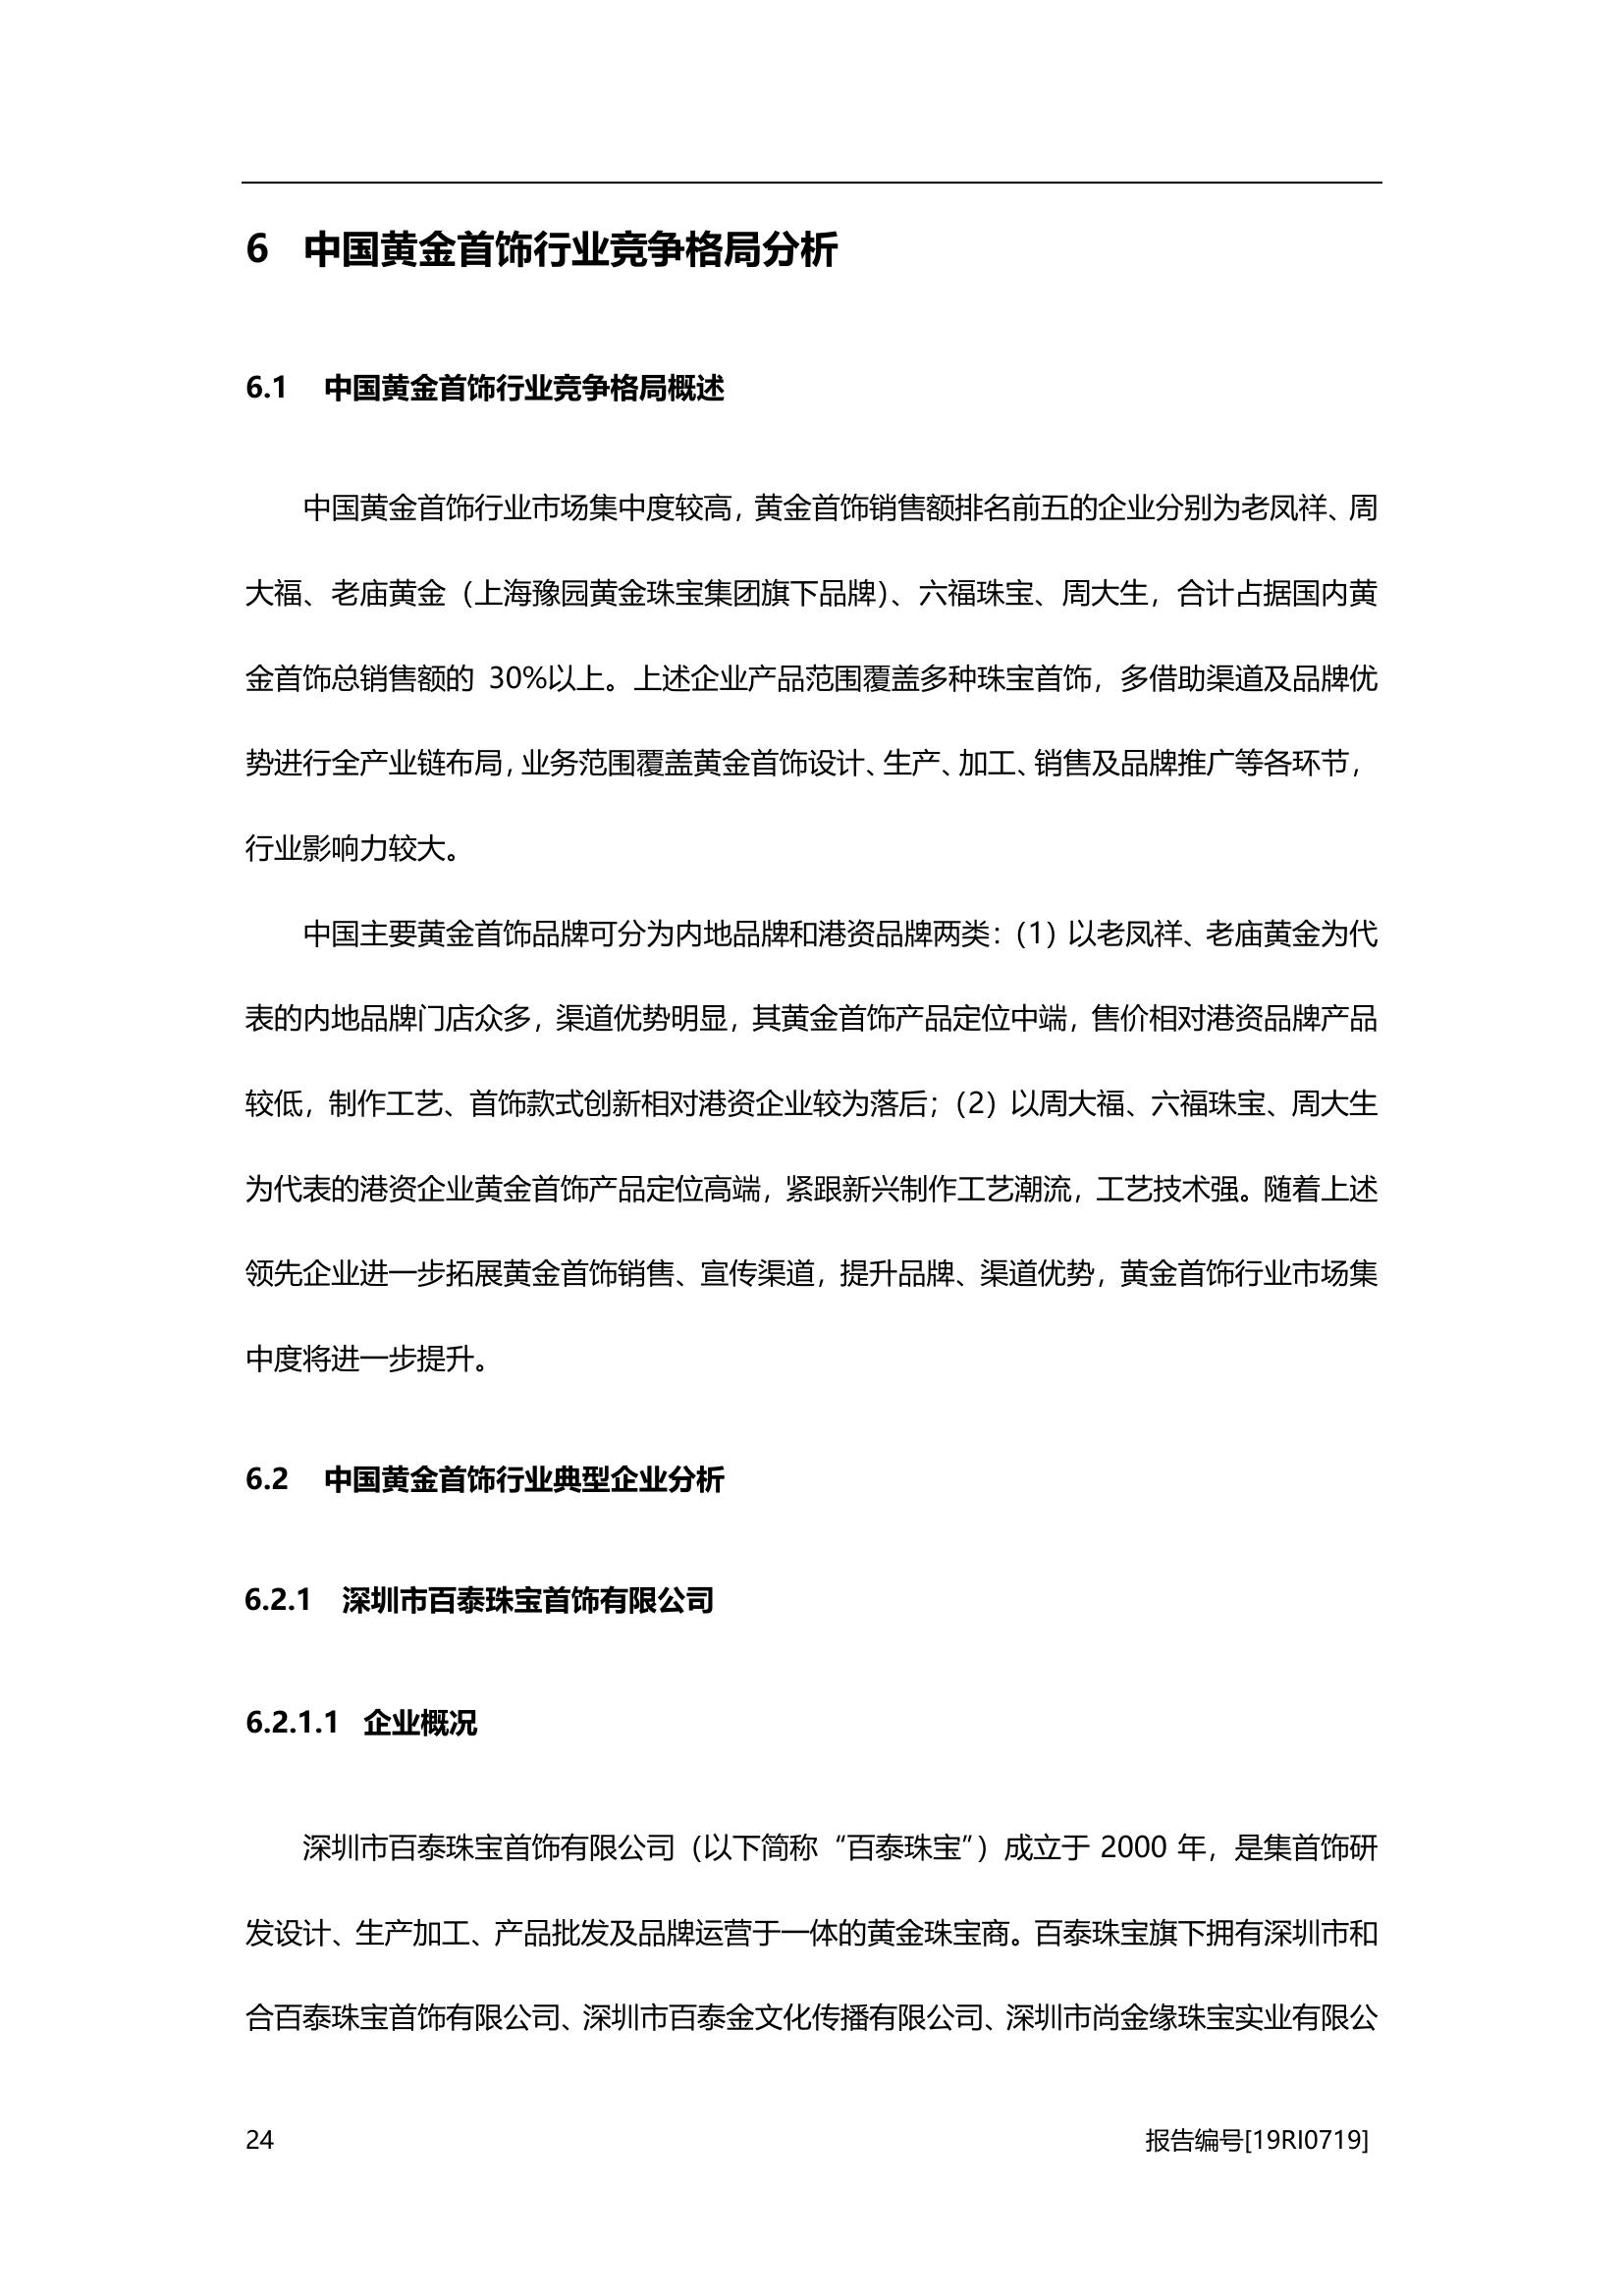 6 中国黄金首饰行业竞争格局分析
6.1 中国黄金首饰行业竞争格局概述
中国黄金首饰行业市场集中度较高，黄金首饰销售额排名前五的企业分别为老凤祥、周
大福、老庙黄金（上海豫园黄金珠宝集团旗下品牌）、六福珠宝、周大生，合计占据国内黄
金首饰总销售额的 30%以上。上述企业产品范围覆盖多种珠宝首饰，多借助渠道及品牌优
势进行全产业链布局，业务范围覆盖黄金首饰设计、生产、加工、销售及品牌推广等各环节，
行业影响力较大。
中国主要黄金首饰品牌可分为内地品牌和港资品牌两类：（1）以老凤祥、老庙黄金为代
表的内地品牌门店众多，渠道优势明显，其黄金首饰产品定位中端，售价相对港资品牌产品
较低，制作工艺、首饰款式创新相对港资企业较为落后；（2）以周大福、六福珠宝、周大生
为代表的港资企业黄金首饰产品定位高端，紧跟新兴制作工艺潮流，工艺技术强。随着上述
领先企业进一步拓展黄金首饰销售、宣传渠道，提升品牌、渠道优势，黄金首饰行业市场集
中度将进一步提升。
6.2 中国黄金首饰行业典型企业分析
6.2.1 深圳市百泰珠宝首饰有限公司
6.2.1.1 企业概况
深圳市百泰珠宝首饰有限公司（以下简称“百泰珠宝”）成立于 2000 年，是集首饰研
发设计、生产加工、产品批发及品牌运营于一体的黄金珠宝商。百泰珠宝旗下拥有深圳市和
合百泰珠宝首饰有限公司、深圳市百泰金文化传播有限公司、深圳市尚金缘珠宝实业有限公
24 报告编号[19RI0719]